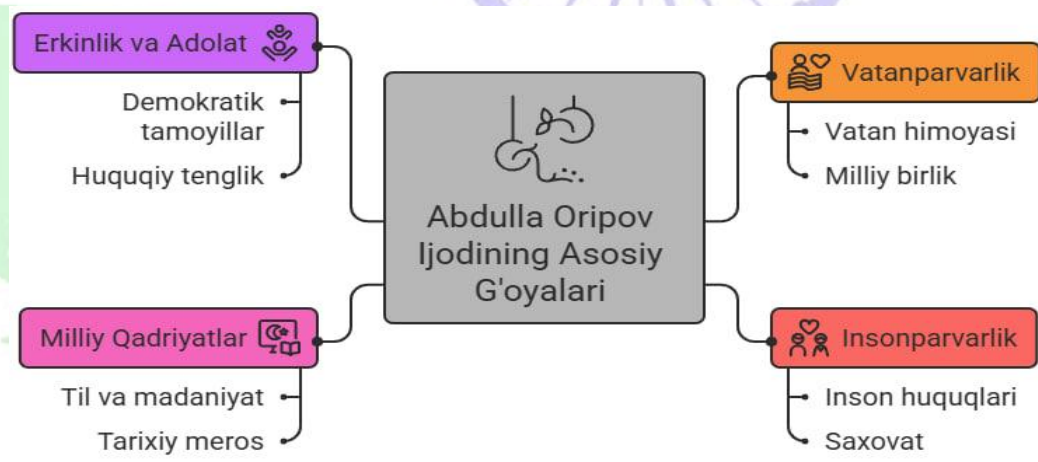 Erkinlik va Adolat
Demokratik
tamoyillar
Huquqiy tenglik
Vatanparvarlik
Vatan himoyasi
Milliy birlik
Abdulla Oripov
Ijodining Asosiy
G'oyalari
Milliy Qadriyatlar
Til va madaniyat
Tarixiy meros
Insonparvarlik
Inson huquqlari
Saxovat